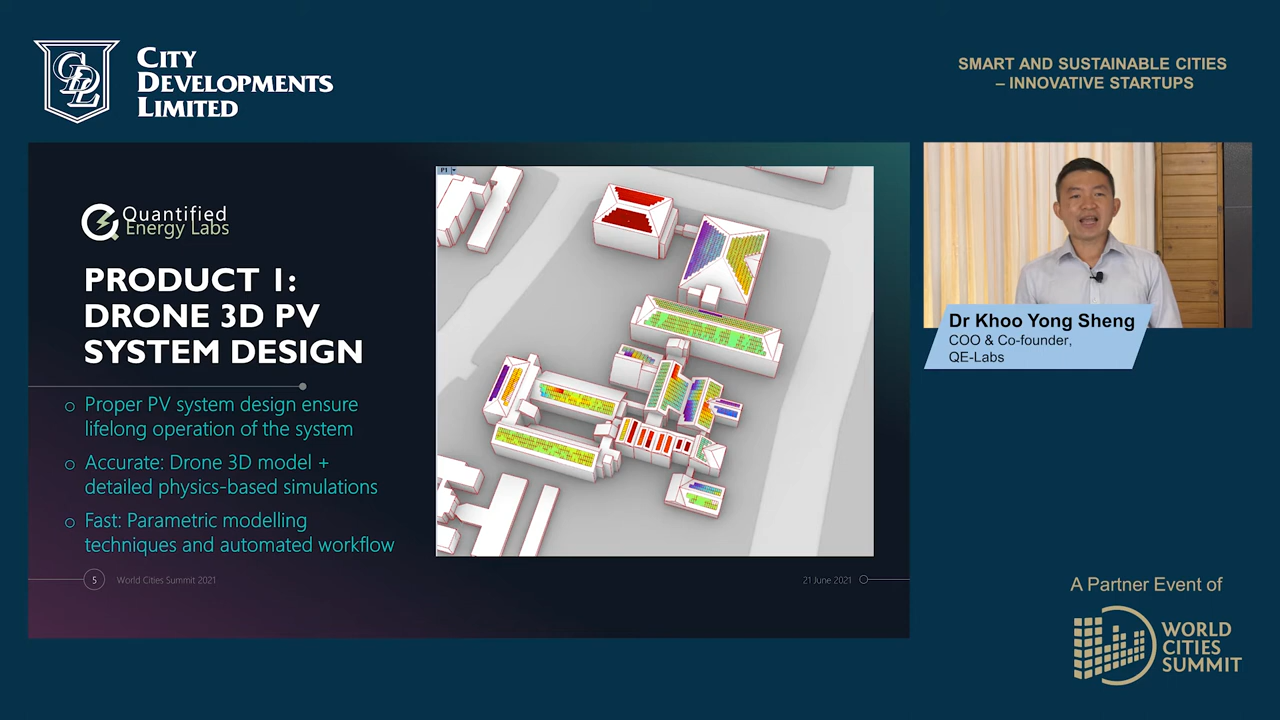 CDL
CITY
DEVELOPMENTS
LIMITED
SMART AND SUSTAINABLE CITIES
– INNOVATIVE STARTUPS
Quantified
Energy Labs
PRODUCT 1:
DRONE 3D PV
SYSTEM DESIGN
Proper PV system design ensure
lifelong operation of the system
Accurate: Drone 3D model +
detailed physics-based simulations
Fast: Parametric modelling
techniques and automated workflow
5
World Cities Summit 2021
21 June 2021
P1
Dr Khoo Yong Sheng
COO & Co-founder,
QE-Labs
A Partner Event of
WORLD
CITIES
SUMMIT